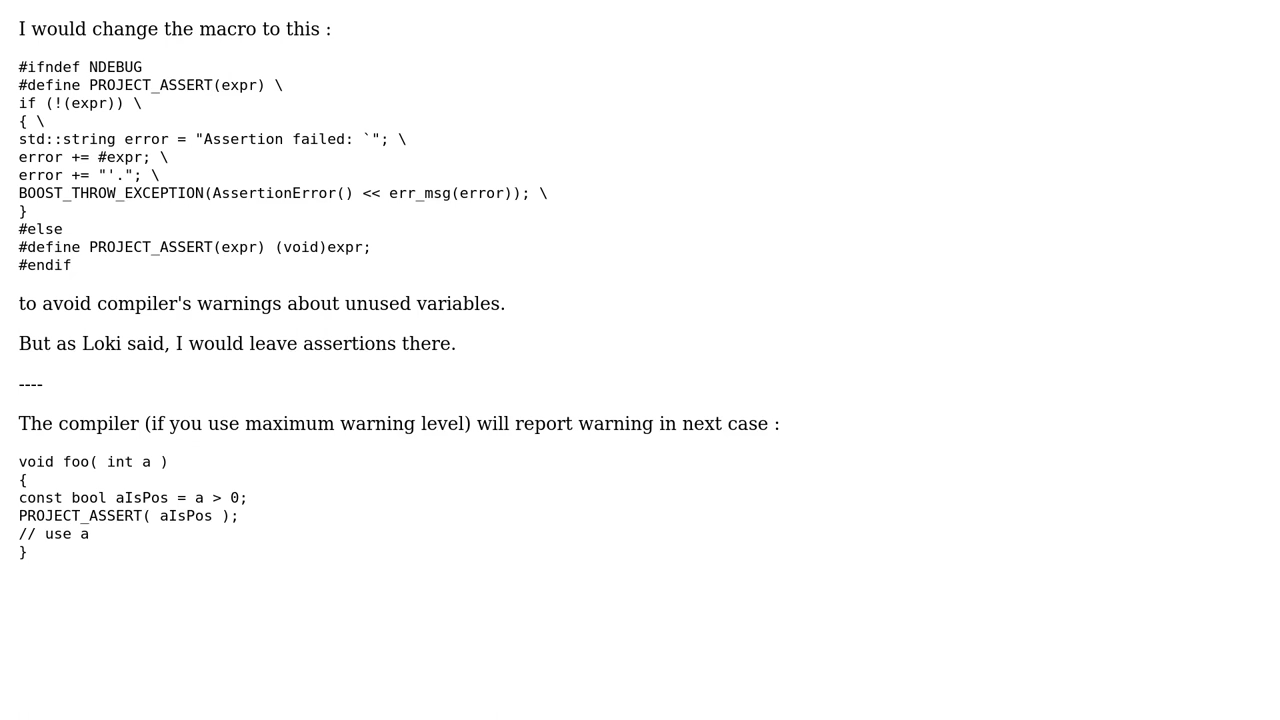 I would change the macro to this :
#ifndef NDEBUG
#define PROJECT_ASSERT(expr) \
if (!(expr)) \
{ \
std::string error = "Assertion failed: `"; \
error += #expr; \
error += "'."; \
BOOST_THROW_EXCEPTION(AssertionError() << err_msg(error)); \
}
#else
#define PROJECT_ASSERT(expr) (void)expr;
#endif
to avoid compiler's warnings about unused variables.
But as Loki said, I would leave assertions there.
----
The compiler (if you use maximum warning level) will report warning in next case :
void foo( int a )
{
const bool aIsPos = a > 0;
PROJECT_ASSERT( aIsPos );
// use a
}